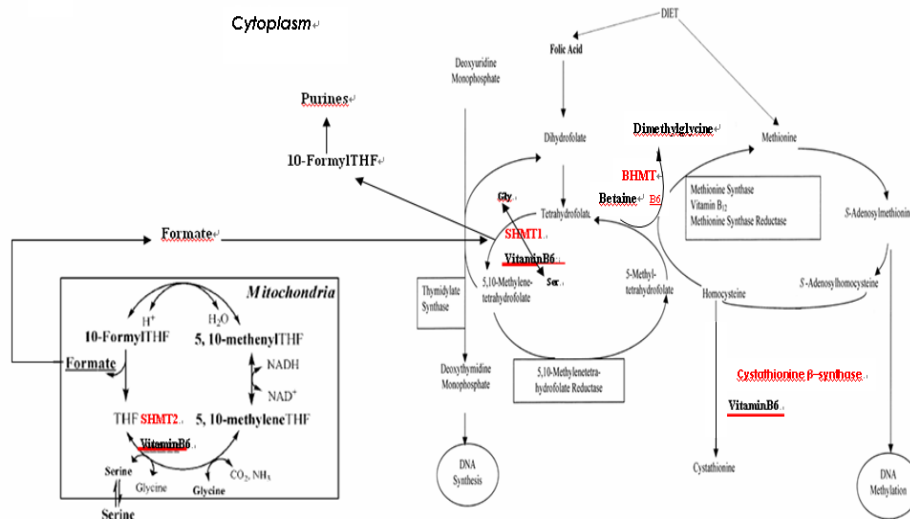 Cytoplasm
DIET
Folic Acid
Deoxyuridine
Monophosphate
Purines
Dihydrofolate
Dimethylglycine
Methionine
10-FormylTHF
BHMT
Betaine B6
Methionine Synthase
Vitamin B12
Methionine Synthase Reductase
Gly
Tetrahydrofolate
S-Adenosylmethionin
Formate
SHMT1
VitaminB6
Ser
5,10-Methylene-
tetrahydrofolate
5-Methyl-
tetrahydrofolate
Homocysteine
S-Adenosylhomocysteine
Thymidylate
Synthase
Mitochondria
H+
H2O
10-FormylTHF
5, 10-methenylTHF
Formate
NADH
NAD+
Deoxythymidine
Monophosphate
5,10-Methylenetetra-
hydrofolate Reductase
Cystathionine β-synthase
VitaminB6
THF SHMT2
5, 10-methyleneTHF
VitaminB6
Serine
Glycine
Glycine
CO2, NH3
Serine
DNA
Synthesis
Cystathionine
DNA
Methylation